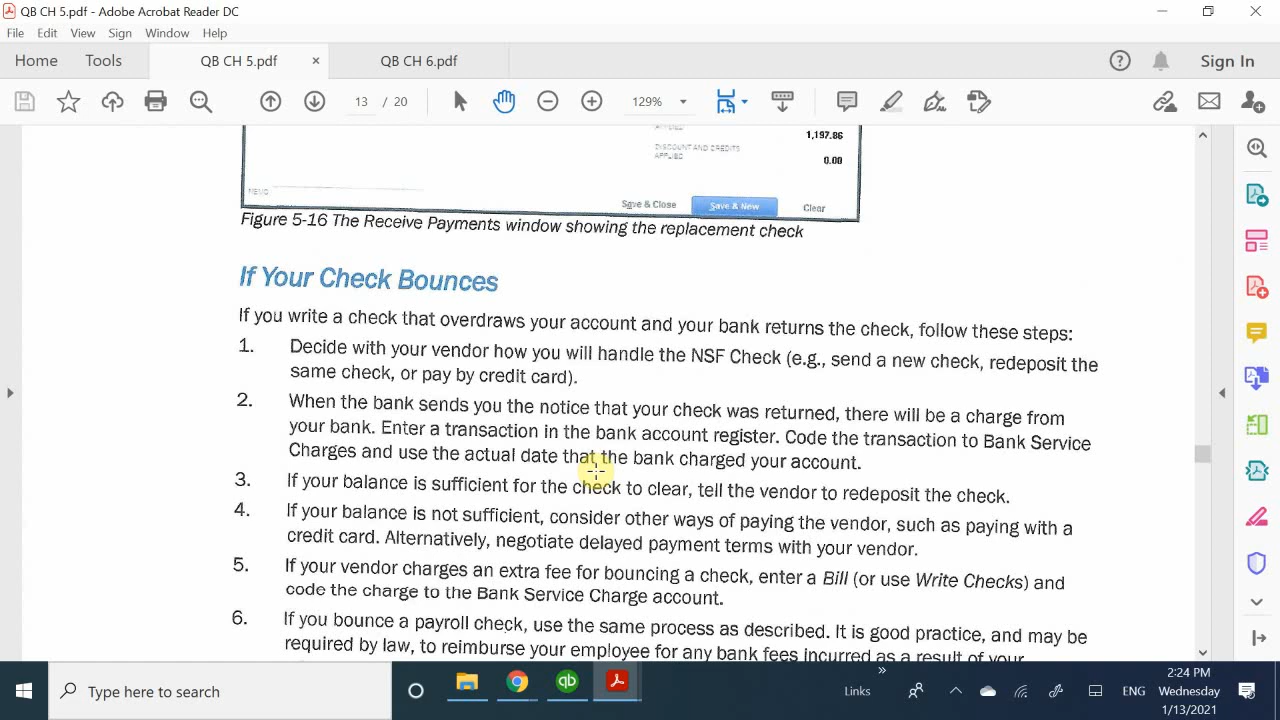 QB CH 5.pdf - Adobe Acrobat Reader DC
File Edit View Sign Window Help
Home Tools QB CH 5.pdf × QB CH 6.pdf Sign In
13 / 20 129%
1,197.86
DISCOUNT AND CREDITS
APPLIED 0.00
MEMO
Save & Close Save & New Clear
Figure 5-16 The Receive Payments window showing the replacement check
If Your Check Bounces
If you write a check that overdraws your account and your bank returns the check, follow these steps:
1. Decide with your vendor how you will handle the NSF Check (e.g., send a new check, redeposit the
same check, or pay by credit card).
2. When the bank sends you the notice that your check was returned, there will be a charge from
your bank. Enter a transaction in the bank account register. Code the transaction to Bank Service
Charges and use the actual date that the bank charged your account.
3. If your balance is sufficient for the check to clear, tell the vendor to redeposit the check.
4. If your balance is not sufficient, consider other ways of paying the vendor, such as paying with a
credit card. Alternatively, negotiate delayed payment terms with your vendor.
5. If your vendor charges an extra fee for bouncing a check, enter a Bill (or use Write Checks) and
code the charge to the Bank Service Charge account.
6. If you bounce a payroll check, use the same process as described. It is good practice, and may be
required by law, to reimburse your employee for any bank fees incurred as a result of your
Type here to search
qb
Links
ENG
2:24 PM
Wednesday
1/13/2021